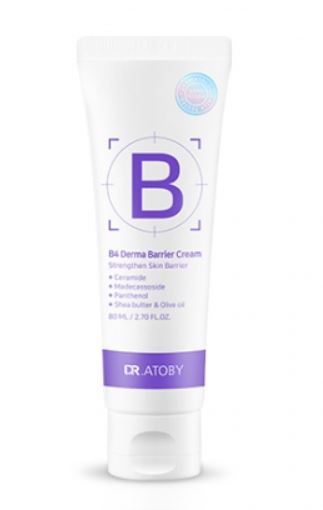 B
B4 Derma Barrier Cream
Strengthen Skin Barrier
+ Ceramide
+ Madecassoside
+ Panthenol
+ Shea butter & Olive oil
80 ML / 2.70 FL.OZ.
DR.ATOBY